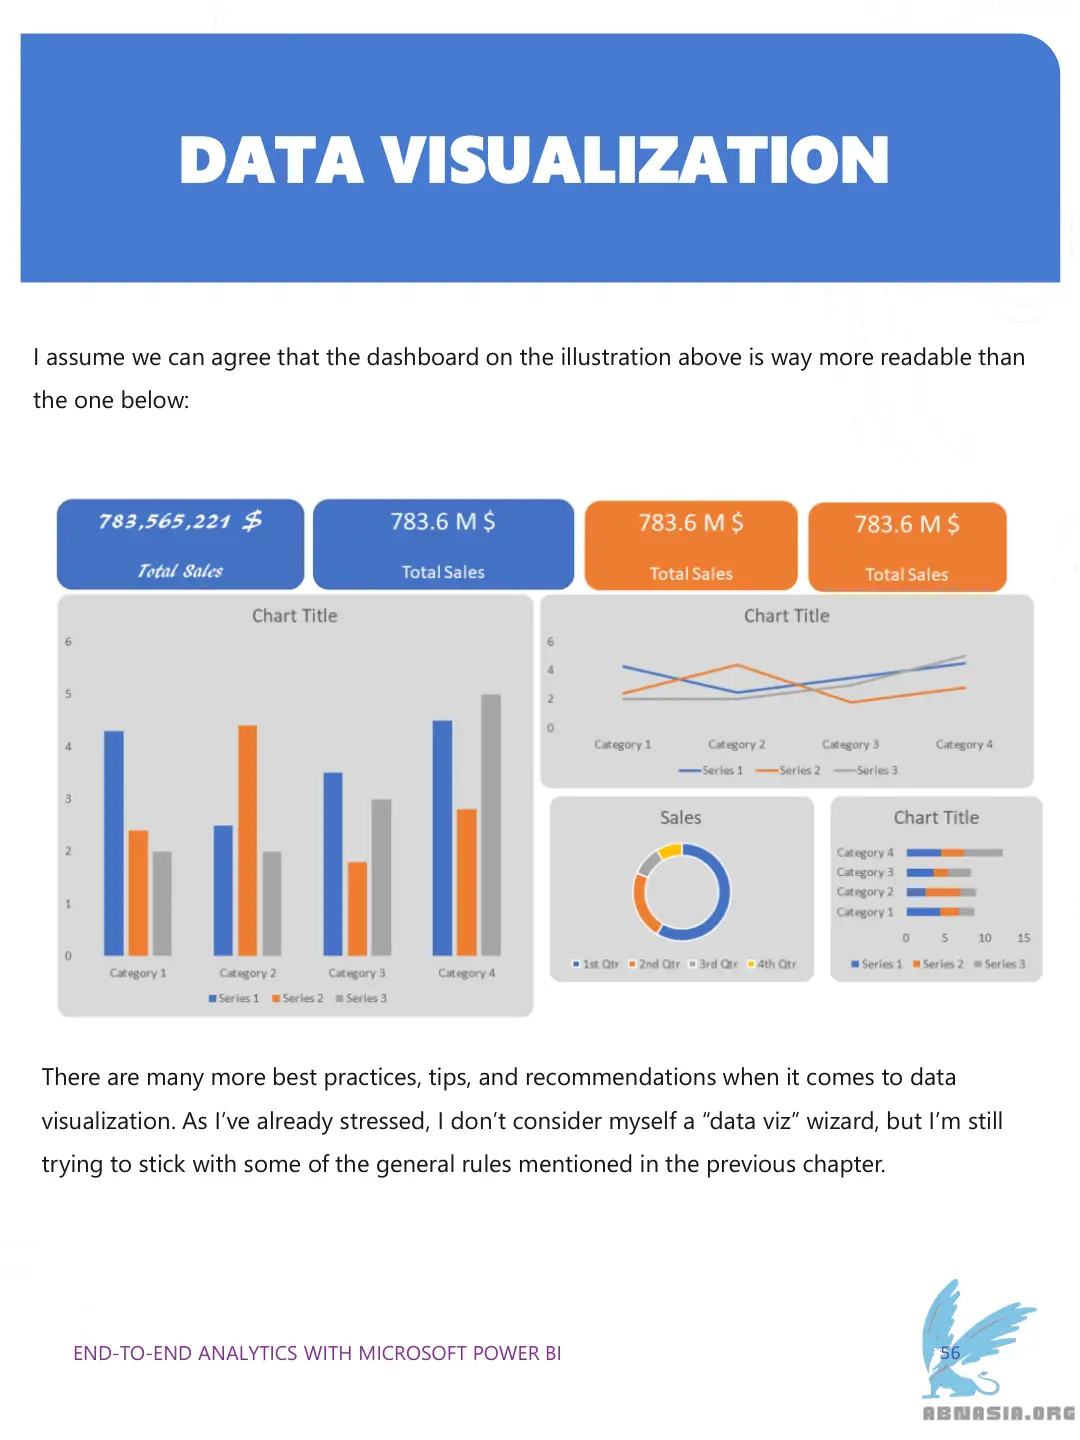 DATA VISUALIZATION
I assume we can agree that the dashboard on the illustration above is way more readable than
the one below:
783,565,221 $
Total Sales
783.6 M $
Total Sales
783.6 M $
Total Sales
783.6 M $
Total Sales
Chart Title
6
5
4
3
2
1
0
Category 1 Category 2 Category 3 Category 4
Series 1 Series 2 Series 3
Chart Title
6
4
2
0
Category 1 Category 2 Category 3 Category 4
Series 1 Series 2 Series 3
Sales
1st Qtr 2nd Qtr 3rd Qtr 4th Qtr
Chart Title
Category 4
Category 3
Category 2
Category 1
0 5 10 15
Series 1 Series 2 Series 3
There are many more best practices, tips, and recommendations when it comes to data
visualization. As I’ve already stressed, I don’t consider myself a “data viz” wizard, but I’m still
trying to stick with some of the general rules mentioned in the previous chapter.
END-TO-END ANALYTICS WITH MICROSOFT POWER BI
56
ABNASIA.ORG